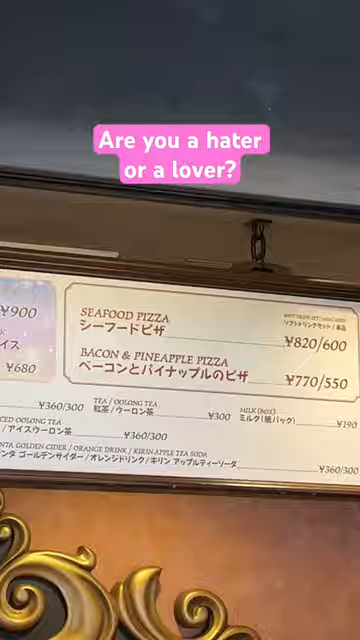 Are you a hater
or a lover?
¥900
イス
¥680
SEAFOOD PIZZA
シーフードピザ
ソフトドリンクセット / 単品
¥820/600
BACON & PINEAPPLE PIZZA
ベーコンとパイナップルのピザ
¥770/550
¥360/300
TEA / OOLONG TEA
紅茶 / ウーロン茶
¥300
MILK (BOX)
ミルク (紙パック)
¥190
ICED OOLONG TEA
/ アイスウーロン茶
¥360/300
NTA GOLDEN CIDER / ORANGE DRINK / KIRIN APPLE TEA SODA
ンタ ゴールデンサイダー / オレンジドリンク / キリン アップルティーソーダ
¥360/300